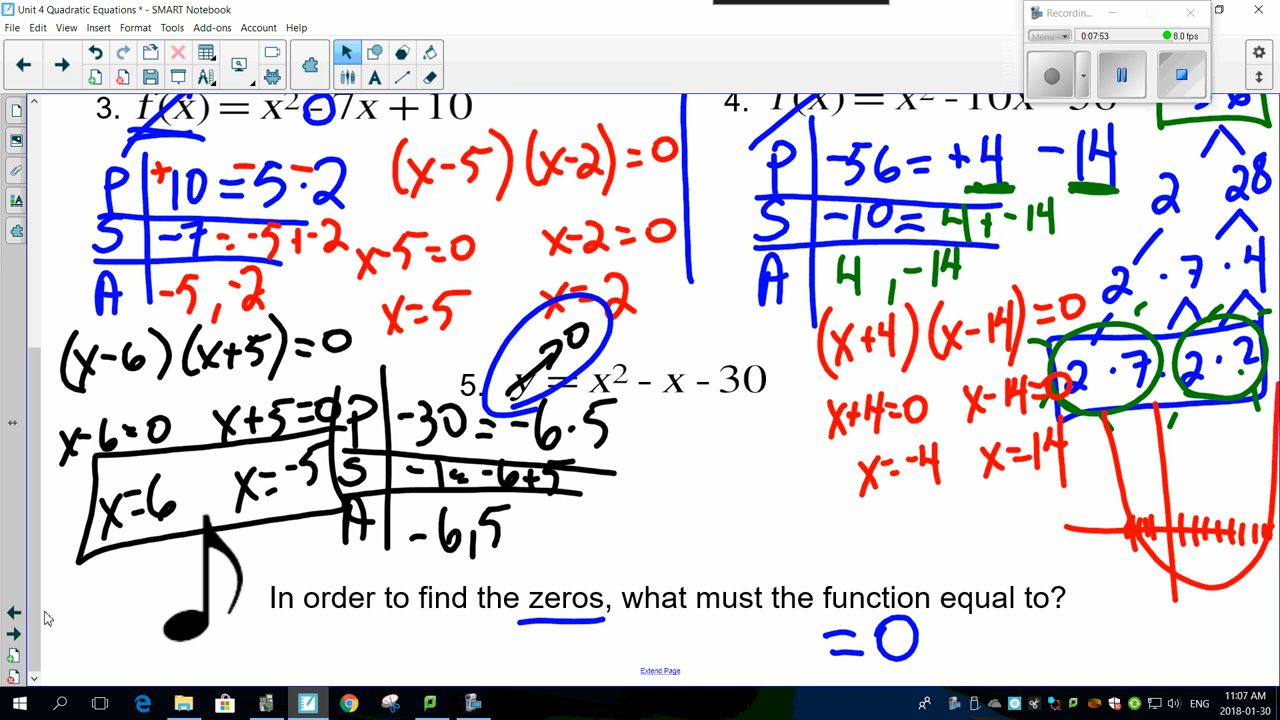 Unit 4 Quadratic Equations * - SMART Notebook
Recordin...
File Edit View Insert Format Tools Add-ons Account Help
Menu
0:07:53
8.0 fps
3. f(x) = x² - 7x + 10
0
P +10 = -5 · -2
S -7 = -5 + -2
A -5, -2
(x-5) (x-2) = 0
x-5=0 x-2=0
x=5 x=2
4. f(x) = x² - 10x - 56
P -56 = +4 -14
S -10 = 4 + -14
A 4, -14
2 28
2 · 7 · 4
2 · 7 · 2 · 2
(x+4) (x-14) = 0
x+4=0 x-14=0
x=-4 x=14
5. y = x² - x - 30
0
P -30 = -6 · 5
S -1 = -6+5
A -6, 5
(x-6) (x+5) = 0
x-6=0 x+5=0
x=6 x=-5
In order to find the zeros, what must the function equal to?
= 0
Extend Page
ENG
11:07 AM
2018-01-30